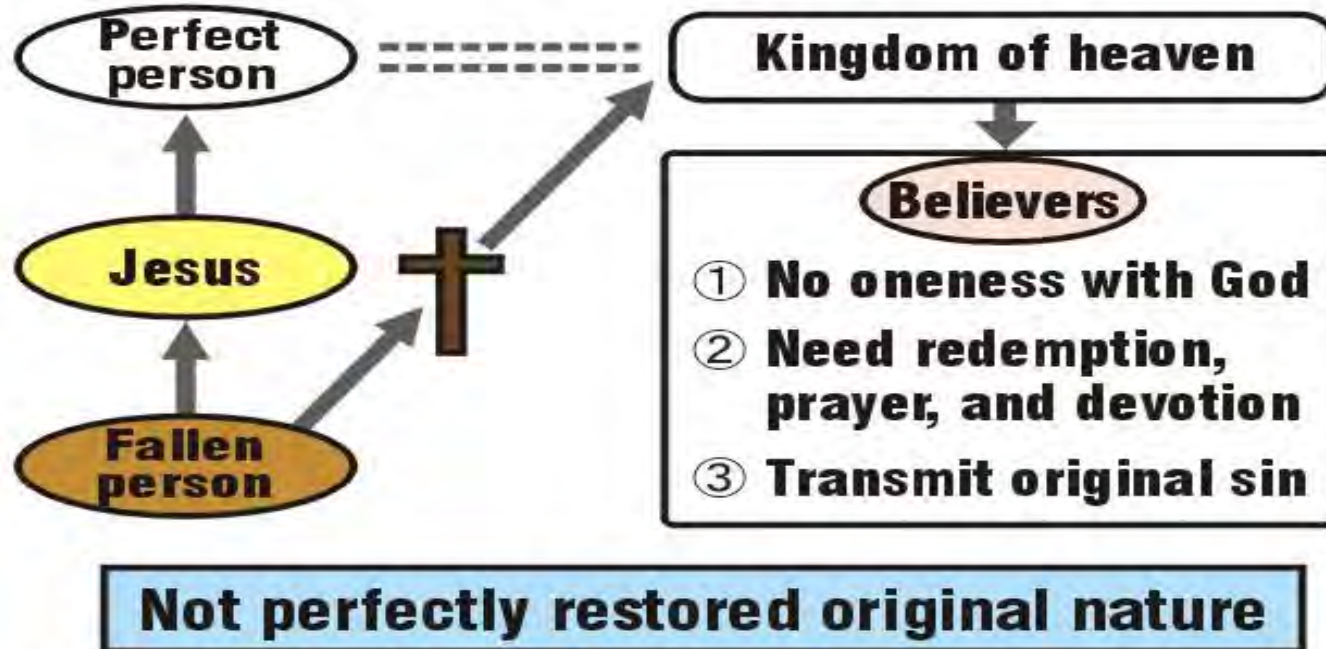 Perfect
person
Kingdom of heaven
Jesus
Believers
① No oneness with God
② Need redemption,
prayer, and devotion
③ Transmit original sin
Fallen
person
Not perfectly restored original nature